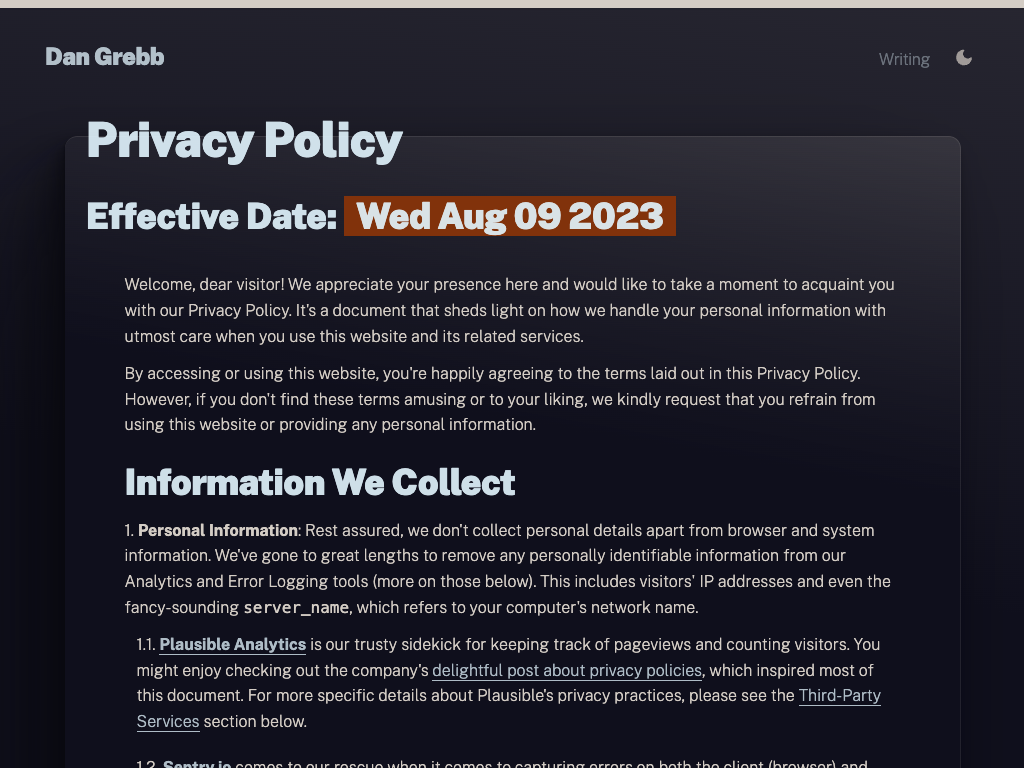 Dan Grebb
Writing
Privacy Policy
Effective Date: Wed Aug 09 2023
Welcome, dear visitor! We appreciate your presence here and would like to take a moment to acquaint you
with our Privacy Policy. It's a document that sheds light on how we handle your personal information with
utmost care when you use this website and its related services.
By accessing or using this website, you're happily agreeing to the terms laid out in this Privacy Policy.
However, if you don't find these terms amusing or to your liking, we kindly request that you refrain from
using this website or providing any personal information.
Information We Collect
1. Personal Information: Rest assured, we don't collect personal details apart from browser and system
information. We've gone to great lengths to remove any personally identifiable information from our
Analytics and Error Logging tools (more on those below). This includes visitors' IP addresses and even the
fancy-sounding server_name, which refers to your computer's network name.
1.1. Plausible Analytics is our trusty sidekick for keeping track of pageviews and counting visitors. You
might enjoy checking out the company's delightful post about privacy policies, which inspired most of
this document. For more specific details about Plausible's privacy practices, please see the Third-Party
Services section below.
1.2. Sentry.io comes to our rescue when it comes to capturing errors on both the client (browser) and